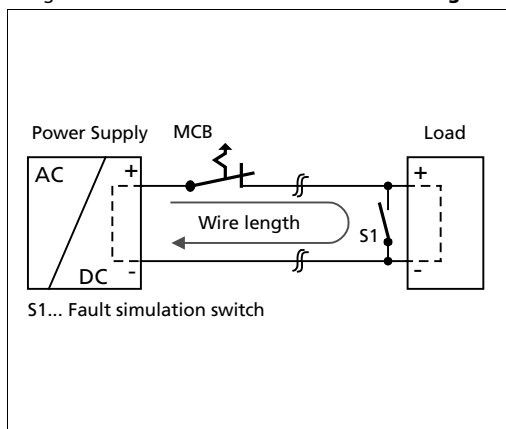 Power Supply MCB Load
AC + +
Wire length
S1
DC - -
S1... Fault simulation switch